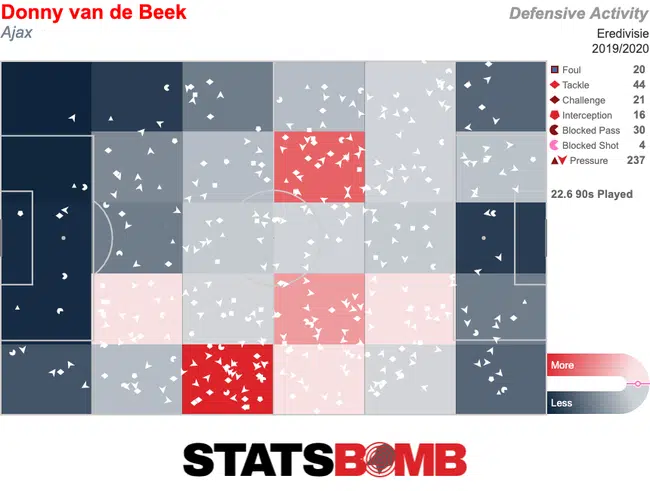 Donny van de Beek
Defensive Activity
Ajax
Eredivisie
2019/2020
Foul 20
Tackle 44
Challenge 21
Interception 16
Blocked Pass 30
Blocked Shot 4
Pressure 237
22.6 90s Played
More
Less
STATSBOMB